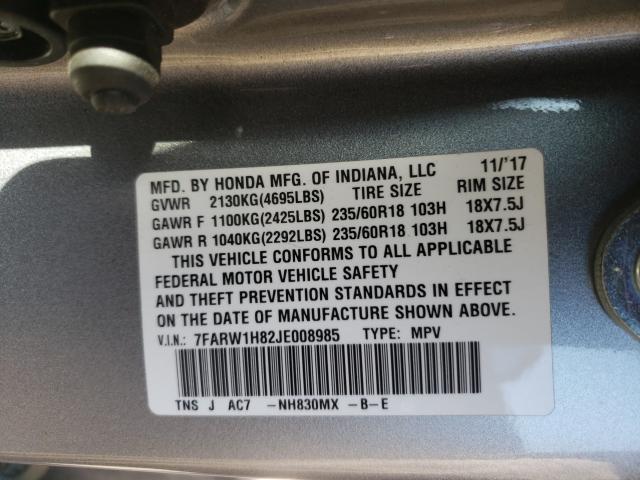 MFD. BY HONDA MFG. OF INDIANA, LLC 11/'17
GVWR 2130KG(4695LBS) TIRE SIZE RIM SIZE
GAWR F 1100KG(2425LBS) 235/60R18 103H 18X7.5J
GAWR R 1040KG(2292LBS) 235/60R18 103H 18X7.5J
THIS VEHICLE CONFORMS TO ALL APPLICABLE
FEDERAL MOTOR VEHICLE SAFETY
AND THEFT PREVENTION STANDARDS IN EFFECT
ON THE DATE OF MANUFACTURE SHOWN ABOVE.
V.I.N.: 7FARW1H82JE008985 TYPE: MPV
TNS J AC7 -NH830MX -B-E